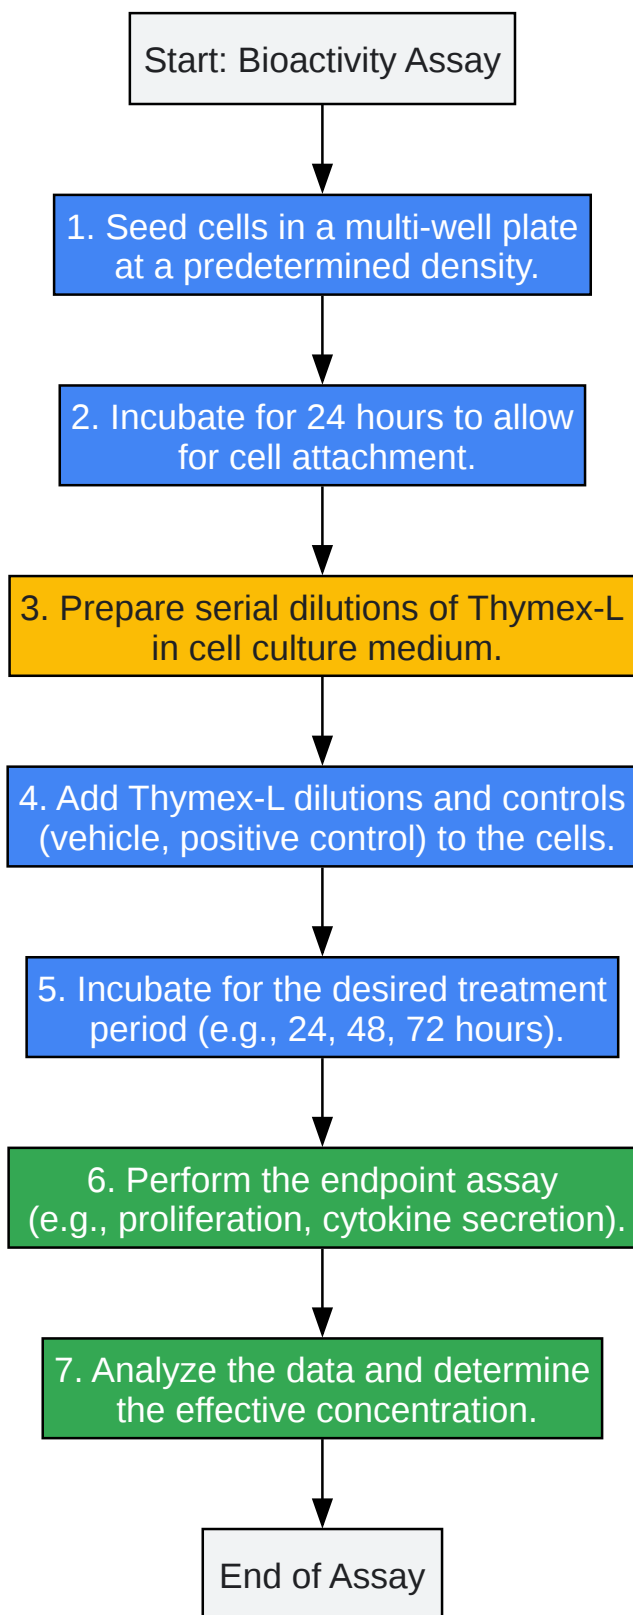 Start: Bioactivity Assay
1. Seed cells in a multi-well plate
at a predetermined density.
2. Incubate for 24 hours to allow
for cell attachment.
3. Prepare serial dilutions of Thymex-L
in cell culture medium.
4. Add Thymex-L dilutions and controls
(vehicle, positive control) to the cells.
5. Incubate for the desired treatment
period (e.g., 24, 48, 72 hours).
6. Perform the endpoint assay
(e.g., proliferation, cytokine secretion).
7. Analyze the data and determine
the effective concentration.
End of Assay